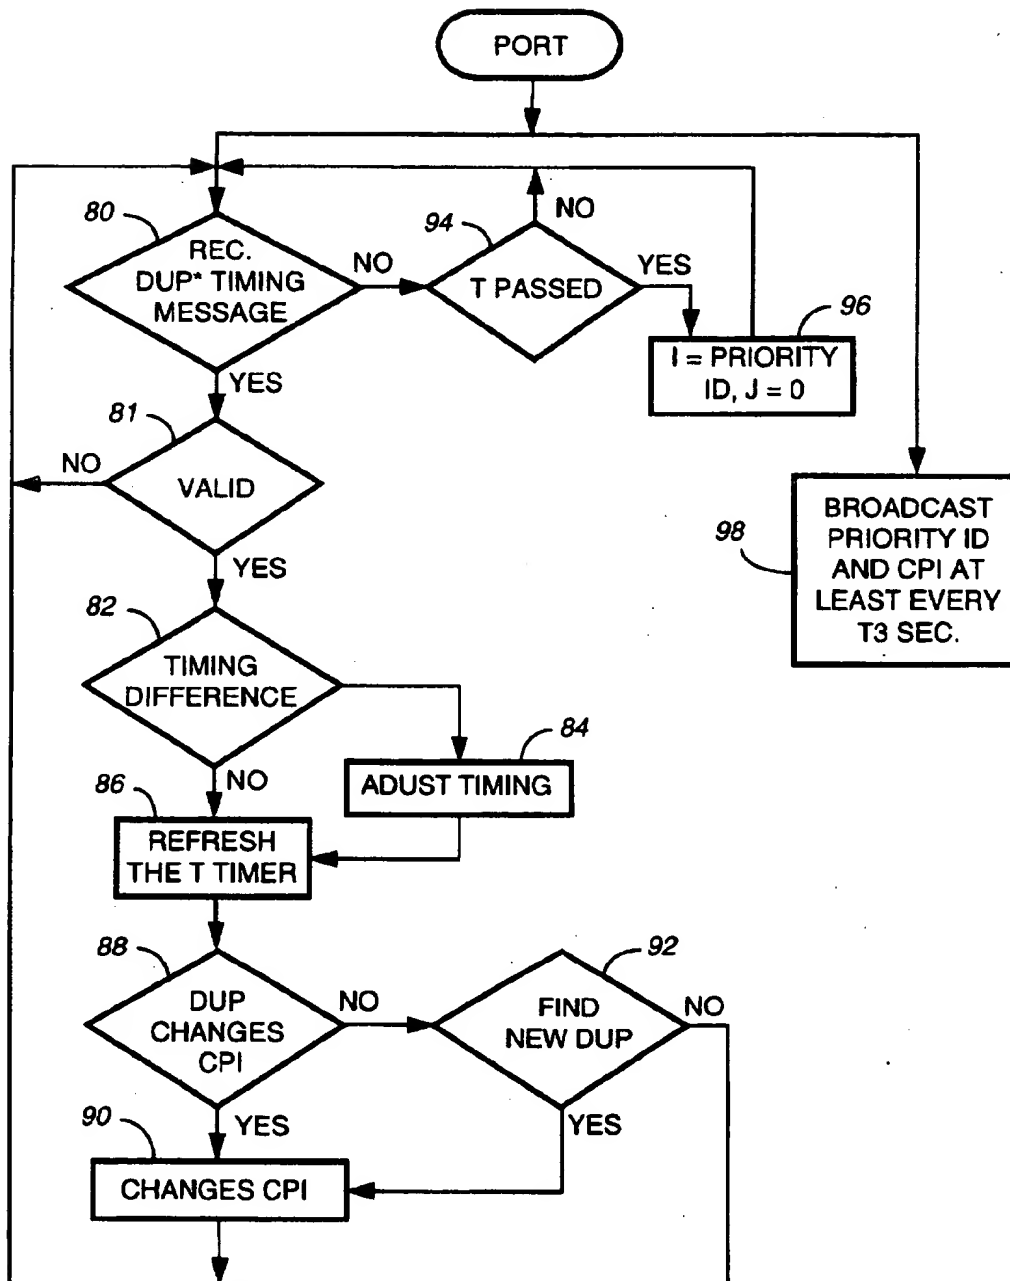 PORT
80
REC.
DUP* TIMING
MESSAGE
NO
94
T PASSED
NO
YES
96
I = PRIORITY
ID, J = 0
YES
81
VALID
NO
YES
98
BROADCAST
PRIORITY ID
AND CPI AT
LEAST EVERY
T3 SEC.
82
TIMING
DIFFERENCE
84
ADUST TIMING
NO
86
REFRESH
THE T TIMER
88
DUP
CHANGES
CPI
NO
92
FIND
NEW DUP
NO
YES
YES
90
CHANGES CPI